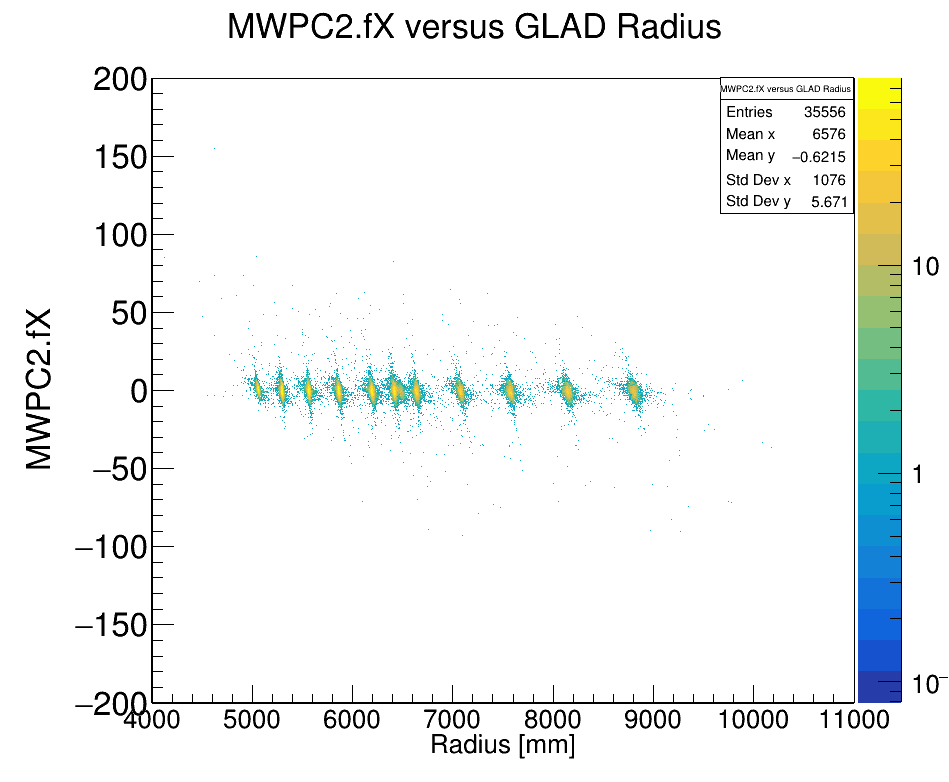 MWPC2.fX versus GLAD Radius
MWPC2.fX versus GLAD Radius
Entries 35556
Mean x 6576
Mean y −0.6215
Std Dev x 1076
Std Dev y 5.671
200
150
100
50
0
−50
−100
−150
−200
MWPC2.fX
4000 5000 6000 7000 8000 9000 10000 11000
Radius [mm]
10
1
10−